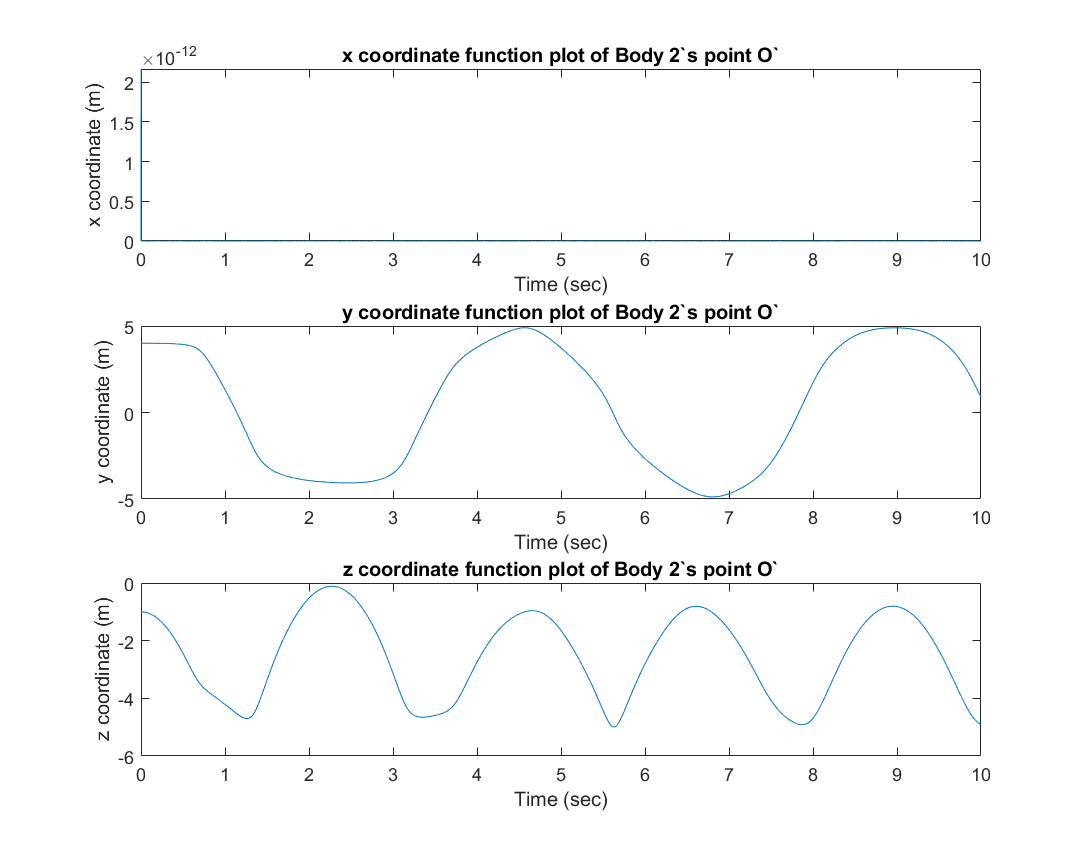 ×10-12
x coordinate function plot of Body 2`s point O`
x coordinate (m)
2
1.5
1
0.5
0
0 1 2 3 4 5 6 7 8 9 10
Time (sec)
y coordinate function plot of Body 2`s point O`
y coordinate (m)
5
0
-5
0 1 2 3 4 5 6 7 8 9 10
Time (sec)
z coordinate function plot of Body 2`s point O`
z coordinate (m)
0
-2
-4
-6
0 1 2 3 4 5 6 7 8 9 10
Time (sec)